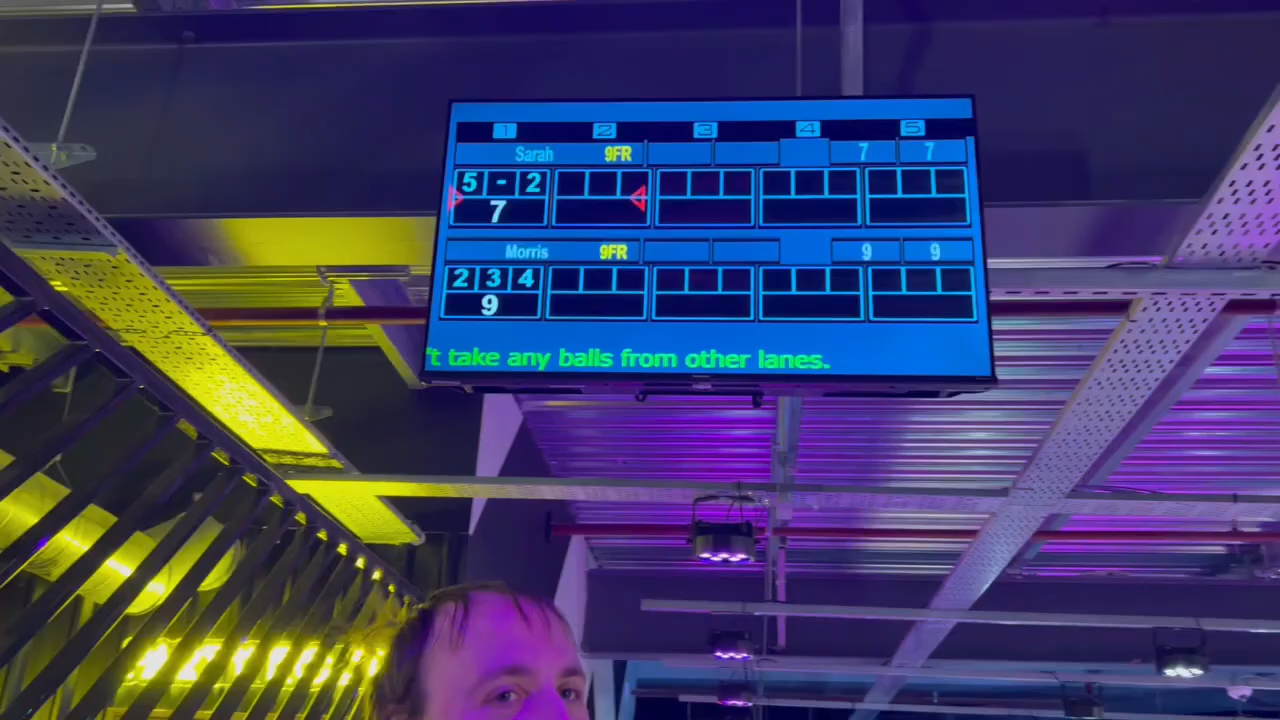 1 2 3 4 5
Sarah 9FR 7 7
5 - 2
7
Morris 9FR 9 9
2 3 4
9
't take any balls from other lanes.